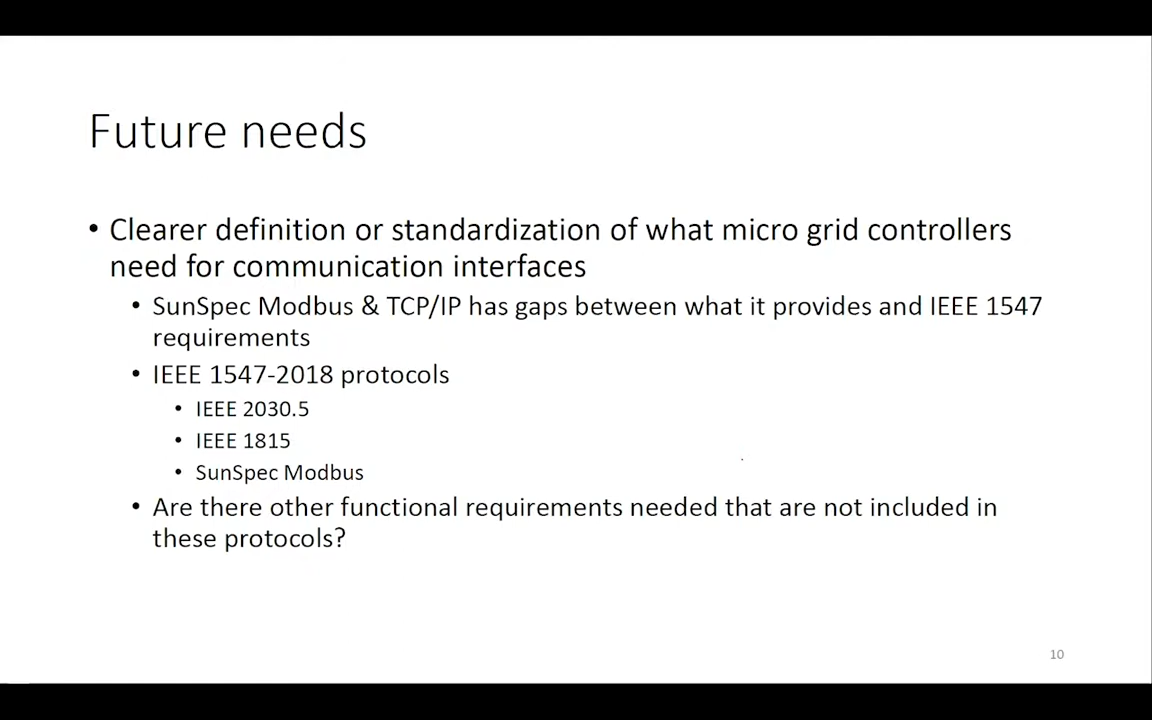 Future needs
• Clearer definition or standardization of what micro grid controllers
need for communication interfaces
• SunSpec Modbus & TCP/IP has gaps between what it provides and IEEE 1547
requirements
• IEEE 1547-2018 protocols
• IEEE 2030.5
• IEEE 1815
• SunSpec Modbus
• Are there other functional requirements needed that are not included in
these protocols?
10